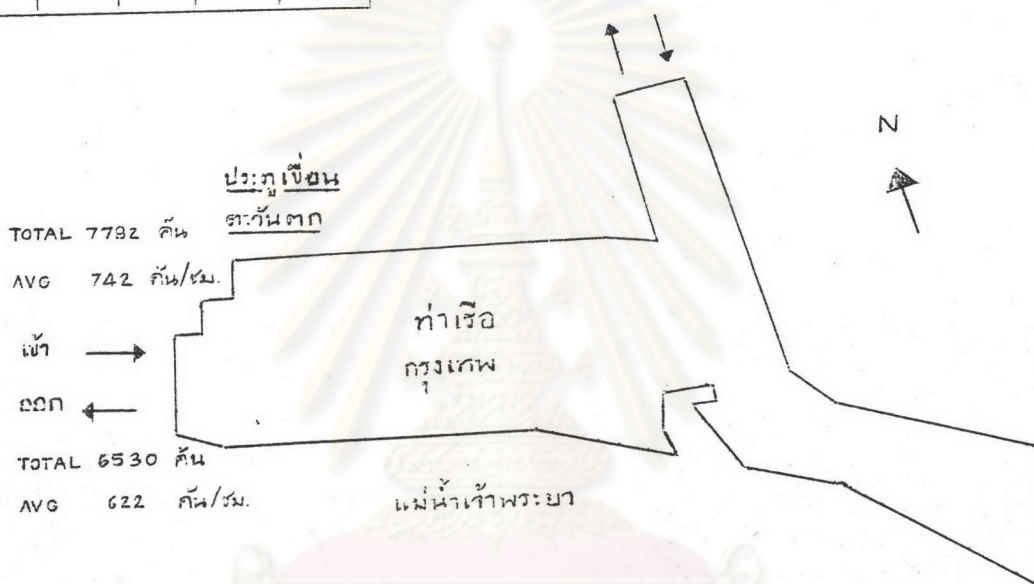 N
ประตูเขื่อน
ตะวันตก
TOTAL 7792 คัน
AVG 742 คัน/ชม.
เข้า
ออก
TOTAL 6530 คัน
AVG 622 คัน/ชม.
ท่าเรือ
กรุงเทพ
แม่น้ำเจ้าพระยา